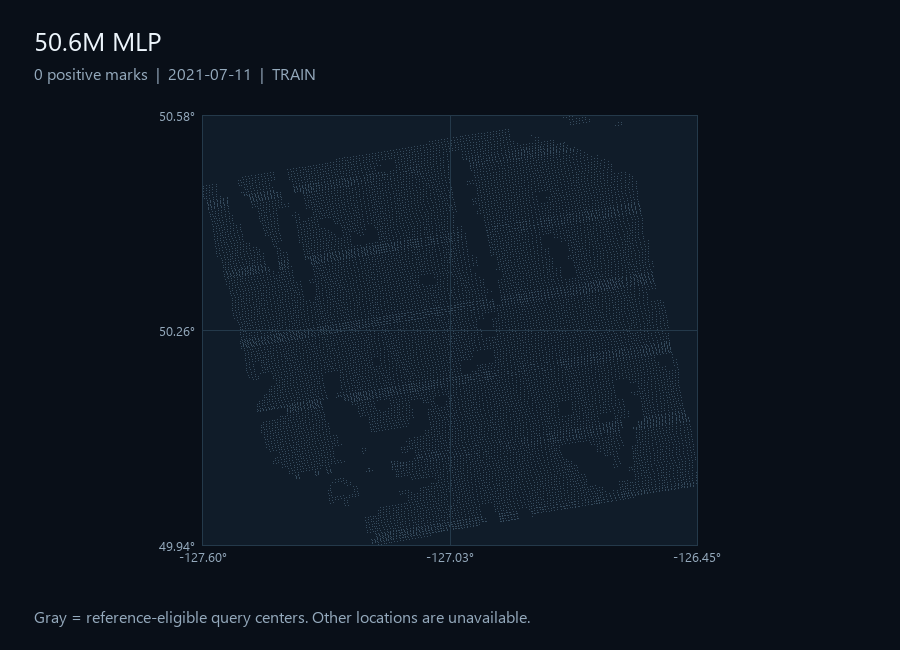 50.6M MLP
0 positive marks | 2021-07-11 | TRAIN
50.58°
50.26°
49.94°
-127.60°
-127.03°
-126.45°
Gray = reference-eligible query centers. Other locations are unavailable.